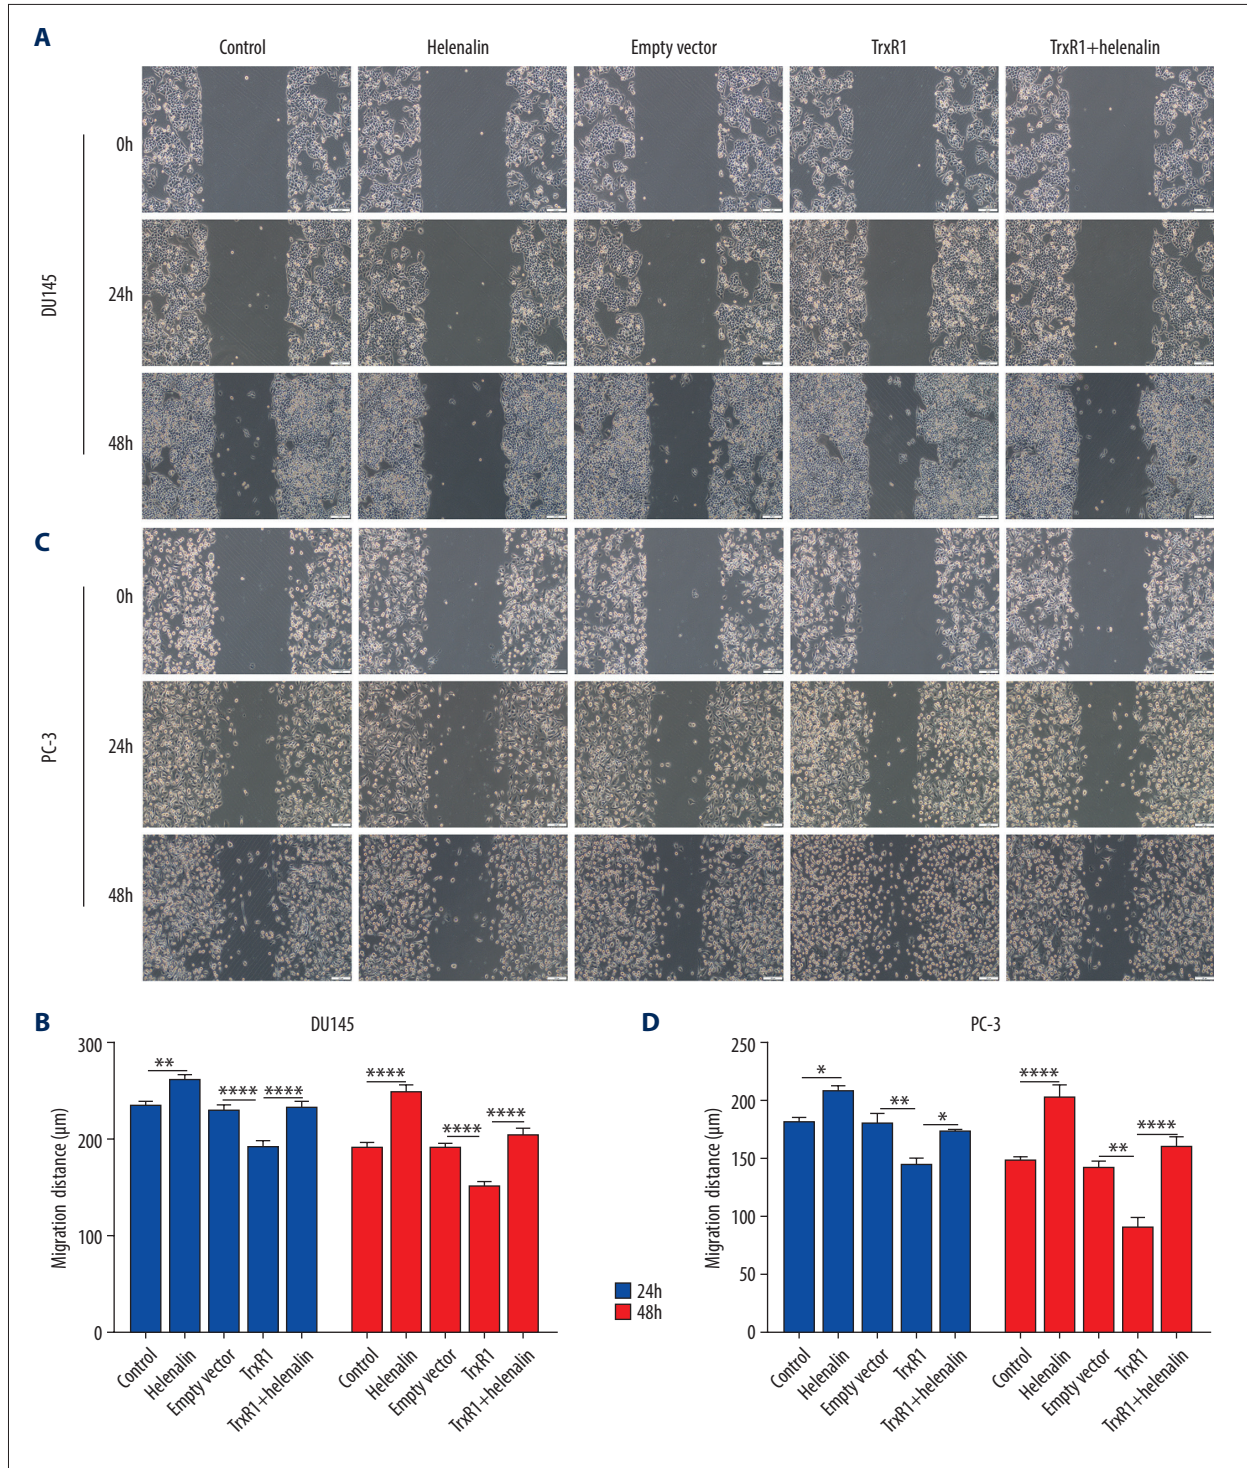 A
Control Helenalin Empty vector TrxR1 TrxR1+helenalin
0h
DU145
24h
48h
C
0h
PC-3
24h
48h
B
DU145
300
200
100
0
Migration distance (µm)
** **** ****
**** **** ****
Control Helenalin Empty vector TrxR1 TrxR1+helenalin
Control Helenalin Empty vector TrxR1 TrxR1+helenalin
24h
48h
D
PC-3
250
200
150
100
50
0
Migration distance (µm)
* ** *
**** ** ****
Control Helenalin Empty vector TrxR1 TrxR1+helenalin
Control Helenalin Empty vector TrxR1 TrxR1+helenalin